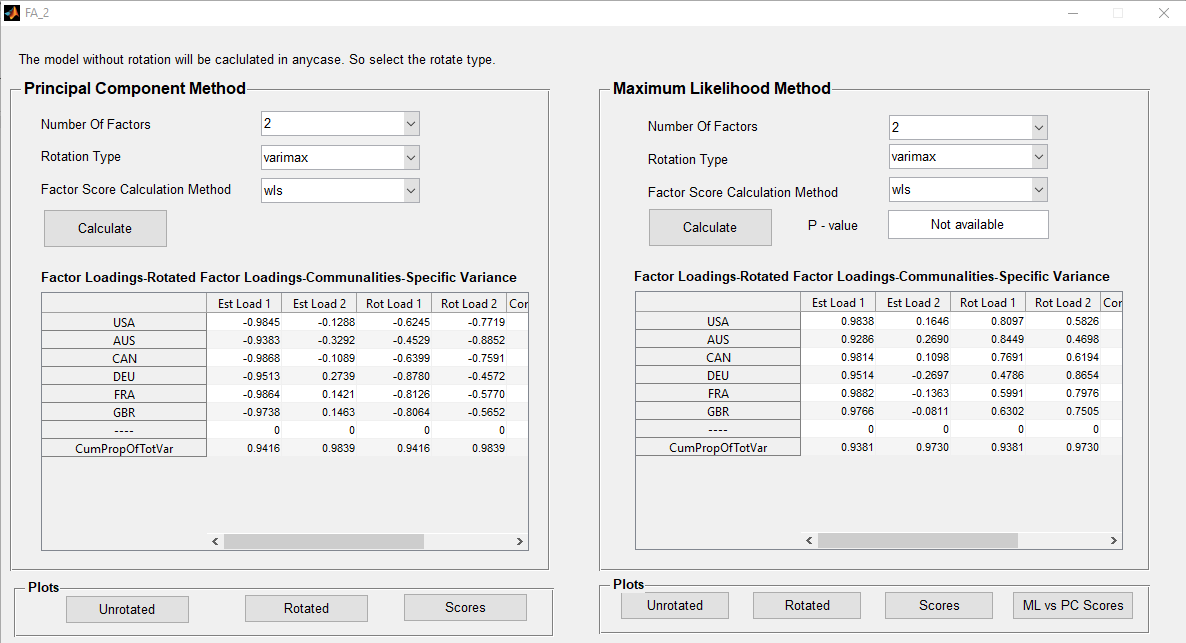 FA_2
The model without rotation will be caclulated in anycase. So select the rotate type.
Principal Component Method
Number Of Factors 2
Rotation Type varimax
Factor Score Calculation Method wls
Calculate
Factor Loadings-Rotated Factor Loadings-Communalities-Specific Variance
Est Load 1 Est Load 2 Rot Load 1 Rot Load 2 Cor
USA -0.9845 -0.1288 -0.6245 -0.7719
AUS -0.9383 -0.3292 -0.4529 -0.8852
CAN -0.9868 -0.1089 -0.6399 -0.7591
DEU -0.9513 0.2739 -0.8780 -0.4572
FRA -0.9864 0.1421 -0.8126 -0.5770
GBR -0.9738 0.1463 -0.8064 -0.5652
---- 0 0 0 0
CumPropOfTotVar 0.9416 0.9839 0.9416 0.9839
Plots
Unrotated Rotated Scores
Maximum Likelihood Method
Number Of Factors 2
Rotation Type varimax
Factor Score Calculation Method wls
Calculate P - value Not available
Factor Loadings-Rotated Factor Loadings-Communalities-Specific Variance
Est Load 1 Est Load 2 Rot Load 1 Rot Load 2 Cor
USA 0.9838 0.1646 0.8097 0.5826
AUS 0.9286 0.2690 0.8449 0.4698
CAN 0.9814 0.1098 0.7691 0.6194
DEU 0.9514 -0.2697 0.4786 0.8654
FRA 0.9882 -0.1363 0.5991 0.7976
GBR 0.9766 -0.0811 0.6302 0.7505
---- 0 0 0 0
CumPropOfTotVar 0.9381 0.9730 0.9381 0.9730
Plots
Unrotated Rotated Scores ML vs PC Scores